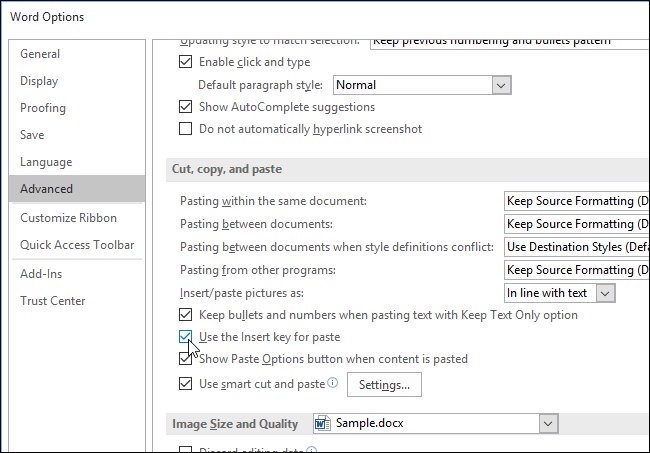 Word Options
General
Display
Proofing
Save
Language
Advanced
Customize Ribbon
Quick Access Toolbar
Add-Ins
Trust Center
Updating style to match selection: Keep previous numbering and bullets pattern
Enable click and type
Default paragraph style: Normal
Show AutoComplete suggestions
Do not automatically hyperlink screenshot
Cut, copy, and paste
Pasting within the same document: Keep Source Formatting (D
Pasting between documents: Keep Source Formatting (D
Pasting between documents when style definitions conflict: Use Destination Styles (Defa
Pasting from other programs: Keep Source Formatting (D
Insert/paste pictures as: In line with text
Keep bullets and numbers when pasting text with Keep Text Only option
Use the Insert key for paste
Show Paste Options button when content is pasted
Use smart cut and paste Settings...
Image Size and Quality Sample.docx
Discard editing data